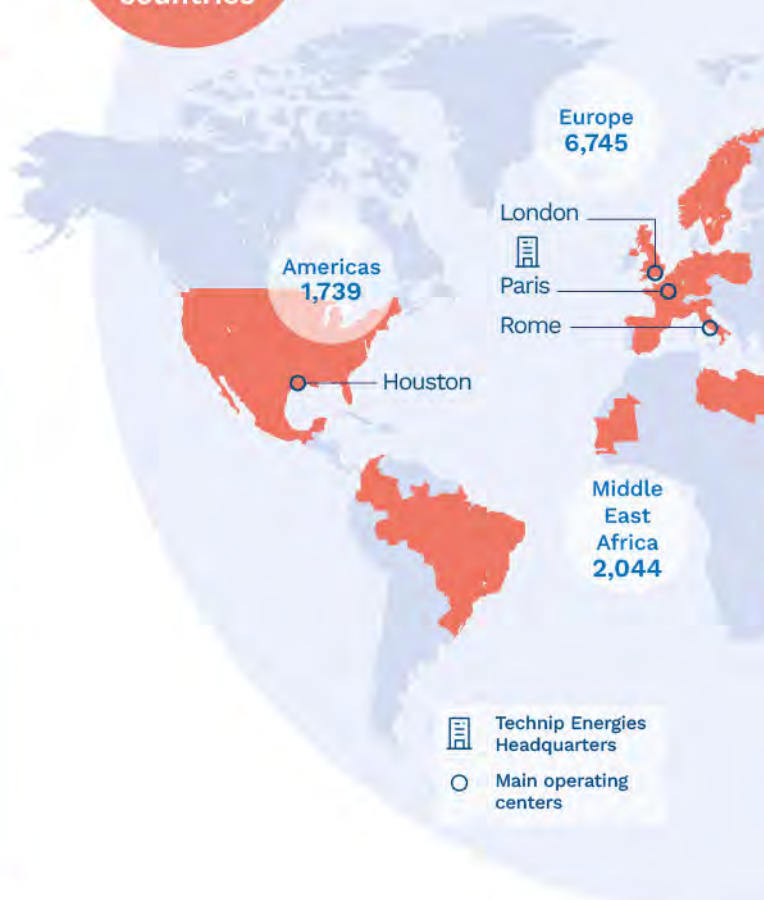 countries
Europe
6,745
London
Americas
1,739
Paris
Rome
Houston
Middle
East
Africa
2,044
Technip Energies
Headquarters
Main operating
centers